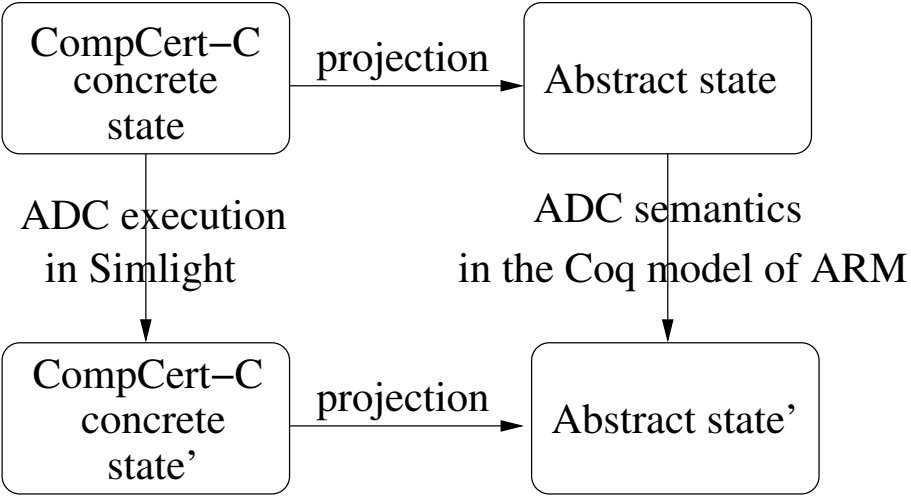 CompCert−C
concrete
state
projection
Abstract state
ADC execution
in Simlight
ADC semantics
in the Coq model of ARM
CompCert−C
concrete
state’
projection
Abstract state’